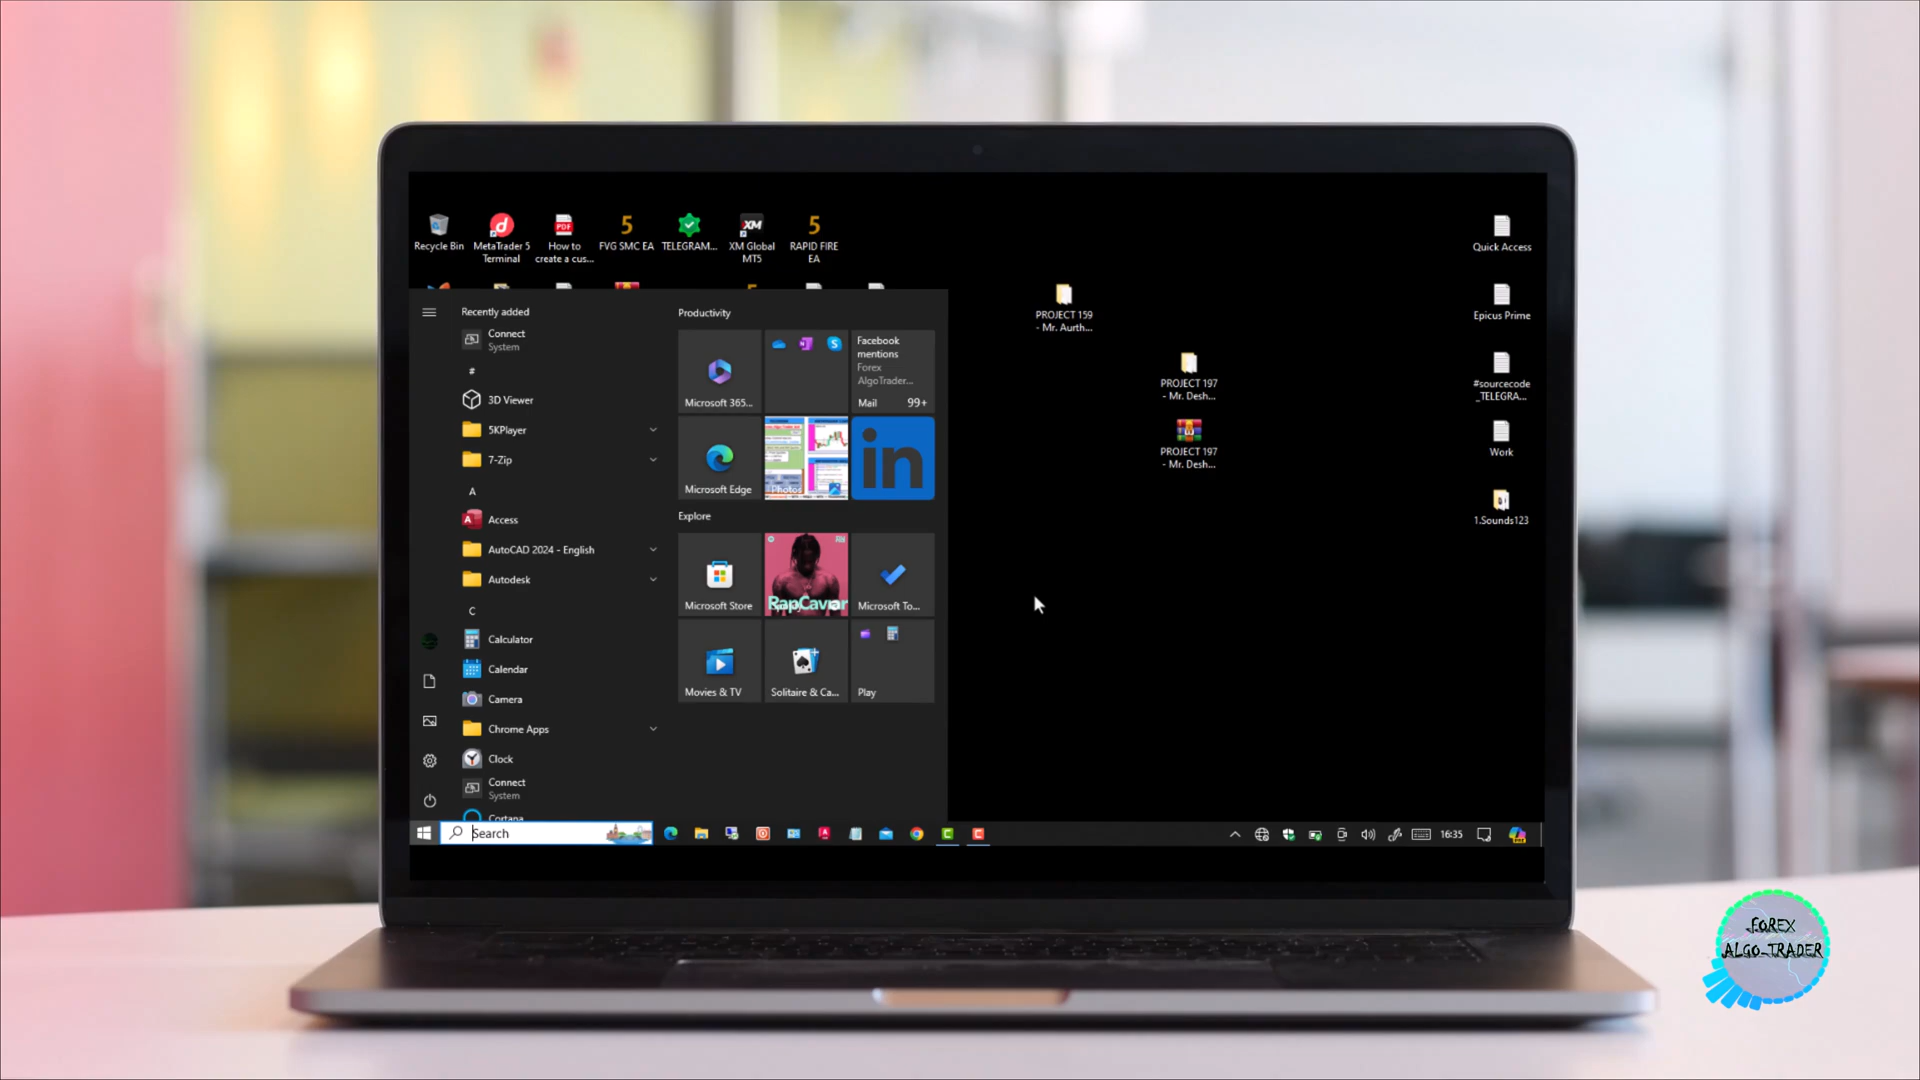 Recycle Bin
MetaTrader 5
Terminal
How to
create a cus...
FVG SMC EA
TELEGRAM...
XM
XM Global
MT5
RAPID FIRE
EA
Quick Access
PROJECT 159
- Mr. Aurth...
Epicus Prime
PROJECT 197
- Mr. Desh...
#sourcecode
_TELEGRA...
PROJECT 197
- Mr. Desh...
Work
1.Sounds123
Recently added
Connect
System
#
3D Viewer
5KPlayer
7-Zip
A
Access
AutoCAD 2024 - English
Autodesk
C
Calculator
Calendar
Camera
Chrome Apps
Clock
Connect
System
Cortana
Productivity
Microsoft 365...
Facebook
mentions
Forex
AlgoTrader...
Mail 99+
Microsoft Edge
Photos
in
Explore
Microsoft Store
RapCaviar
Microsoft To...
Movies & TV
Solitaire & Ca...
Play
Search
16:35
FOREX
ALGO-TRADER